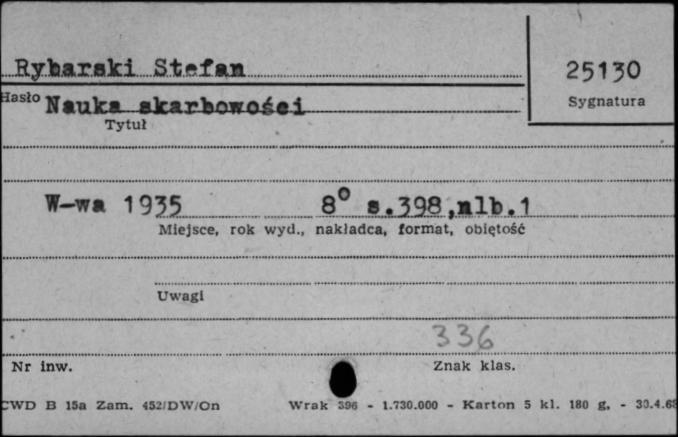 Rybarski Stefan
25130
Hasło
Sygnatura
Nauka skarbowości
Tytuł
W-wa 1935 8° s.398,nlb.1
Miejsce, rok wyd., nakładca, format, obiętość
Uwagi
336
Nr inw.
Znak klas.
CWD B 15a Zam. 452/DW/On Wrak 396 - 1.730.000 - Karton 5 kl. 180 g, - 30.4.68